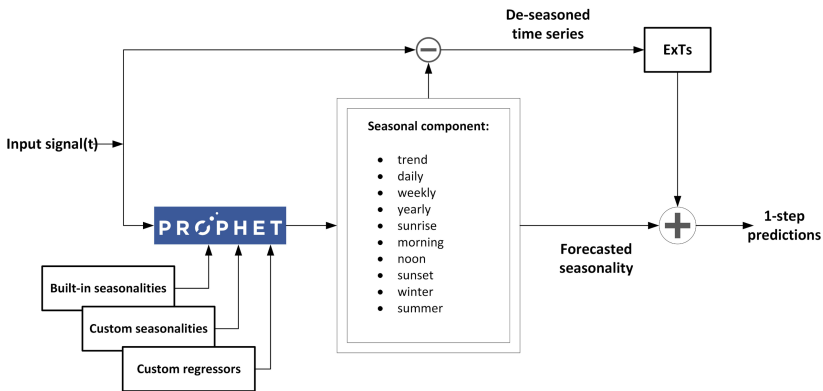 De-seasoned
time series
ExTs
Seasonal component:
Input signal(t)
• trend
• daily
• weekly
• yearly
• sunrise
• morning
• noon
• sunset
• winter
• summer
PROPHET
1-step
predictions
Forecasted
seasonality
Built-in seasonalities
Custom seasonalities
Custom regressors